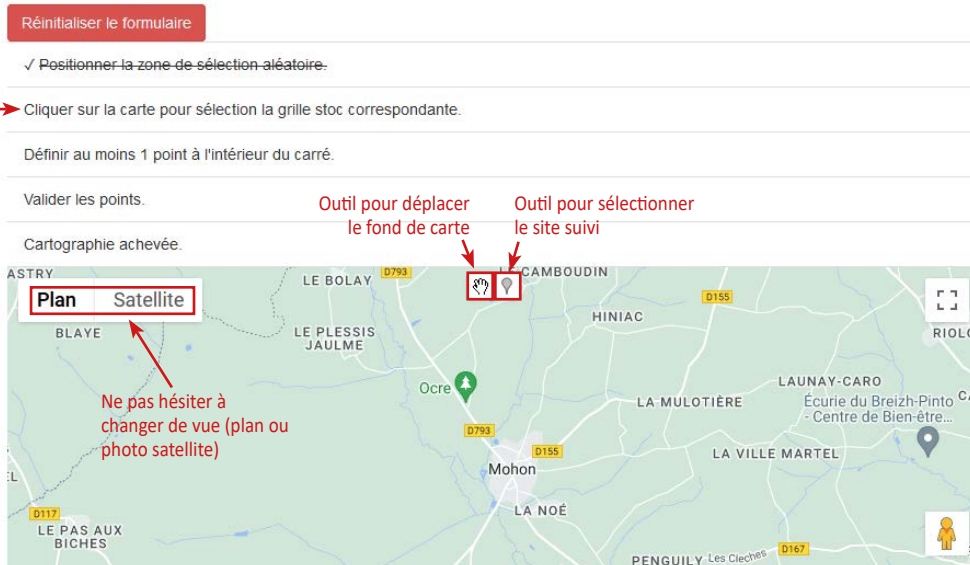 Réinitialiser le formulaire
✓ Positionner la zone de sélection aléatoire.
Cliquer sur la carte pour sélection la grille stoc correspondante.
Définir au moins 1 point à l'intérieur du carré.
Valider les points.
Outil pour déplacer
le fond de carte
Outil pour sélectionner
le site suivi
Cartographie achevée.
ASTRY
LE BOLAY
D793
CAMBOUDIN
Plan
Satellite
D155
HINIAC
BLAYE
LE PLESSIS
JAULME
RIOLO
Ocre
LAUNAY-CARO
LA MULOTIÈRE
Écurie du Breizh-Pinto
- Centre de Bien-être...
Ne pas hésiter à
changer de vue (plan ou
photo satellite)
D793
D155
LA VILLE MARTEL
Mohon
LA NOÉ
D117
LE PAS AUX
BICHES
PENGUILY
Les Cleches
D167